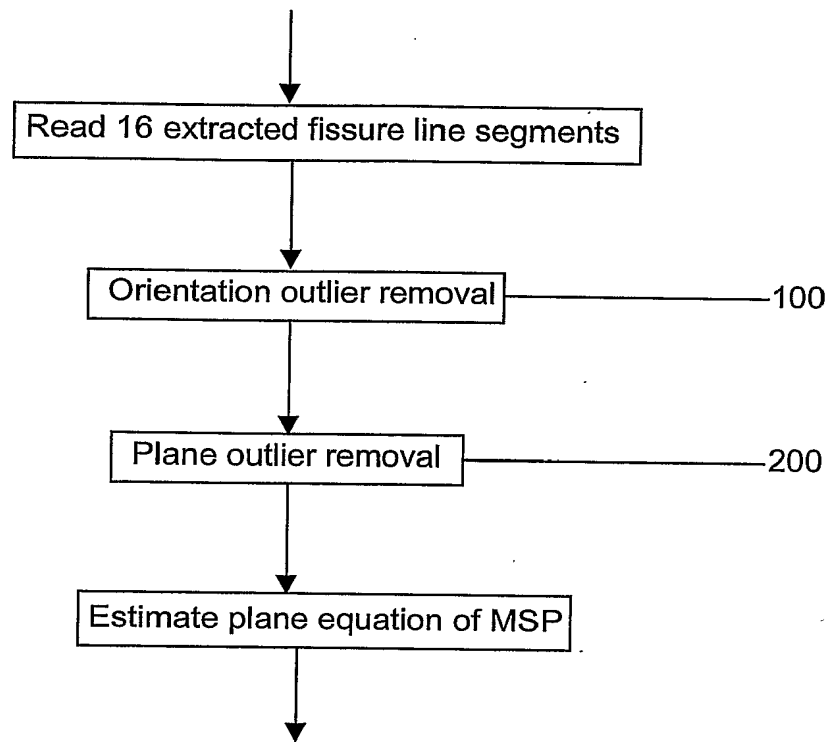 Read 16 extracted fissure line segments
Orientation outlier removal
100
Plane outlier removal
200
Estimate plane equation of MSP